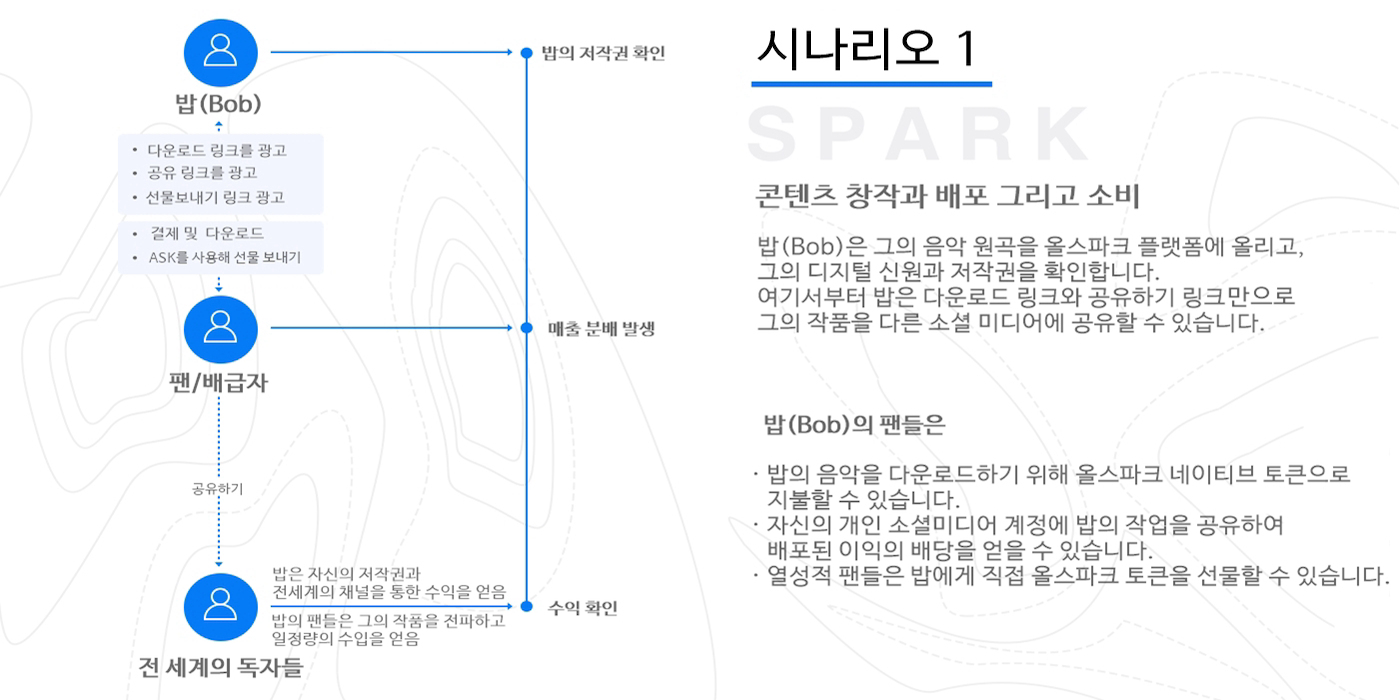 밥의 저작권 확인
밥(Bob)
• 다운로드 링크를 광고
• 공유 링크를 광고
• 선물보내기 링크 광고
• 결제 및 다운로드
• ASK를 사용해 선물 보내기
매출 분배 발생
팬/배급자
공유하기
밥은 자신의 저작권과
전세계의 채널을 통한 수익을 얻음
수익 확인
밥의 팬들은 그의 작품을 전파하고
일정량의 수입을 얻음
전 세계의 독자들
시나리오 1
SPARK
콘텐츠 창작과 배포 그리고 소비
밥(Bob)은 그의 음악 원곡을 올스파크 플랫폼에 올리고,
그의 디지털 신원과 저작권을 확인합니다.
여기서부터 밥은 다운로드 링크와 공유하기 링크만으로
그의 작품을 다른 소셜 미디어에 공유할 수 있습니다.
밥(Bob)의 팬들은
· 밥의 음악을 다운로드하기 위해 올스파크 네이티브 토큰으로
지불할 수 있습니다.
· 자신의 개인 소셜미디어 계정에 밥의 작업을 공유하여
배포된 이익의 배당을 얻을 수 있습니다.
· 열성적 팬들은 밥에게 직접 올스파크 토큰을 선물할 수 있습니다.